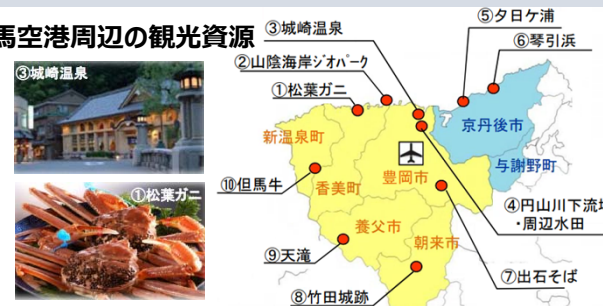 馬空港周辺の観光資源
③城崎温泉
①松葉ガニ
③城崎温泉
②山陰海岸ジオパーク
①松葉ガニ
⑤夕日ケ浦
⑥琴引浜
京丹後市
与謝野町
新温泉町
香美町
豊岡市
養父市
朝来市
⑩但馬牛
④円山川下流域
・周辺水田
⑨天滝
⑦出石そば
⑧竹田城跡